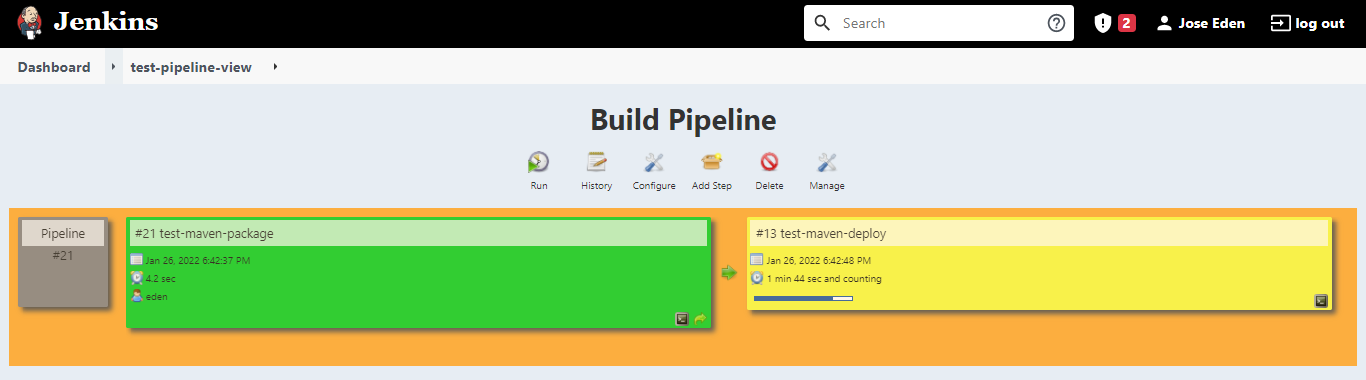 Jenkins
Search
2
Jose Eden
log out
Dashboard
test-pipeline-view
Build Pipeline
Run
History
Configure
Add Step
Delete
Manage
Pipeline
#21
#21 test-maven-package
Jan 26, 2022 6:42:37 PM
4.2 sec
eden
#13 test-maven-deploy
Jan 26, 2022 6:42:48 PM
1 min 44 sec and counting